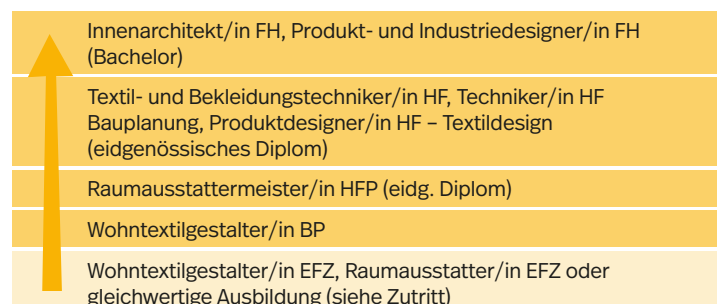 Innenarchitekt/in FH, Produkt- und Industriedesigner/in FH
(Bachelor)
Textil- und Bekleidungstechniker/in HF, Techniker/in HF
Bauplanung, Produktdesigner/in HF – Textildesign
(eidgenössisches Diplom)
Raumausstattermeister/in HFP (eidg. Diplom)
Wohntextilgestalter/in BP
Wohntextilgestalter/in EFZ, Raumausstatter/in EFZ oder
gleichwertige Ausbildung (siehe Zutritt)